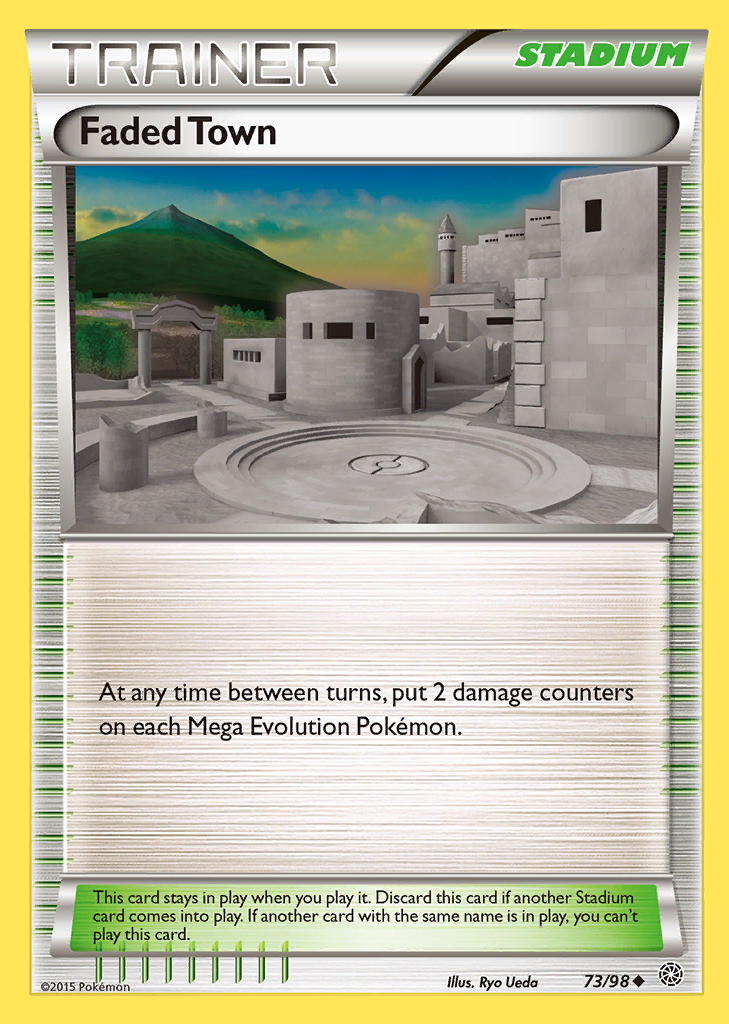 TRAINER
STADIUM
Faded Town
At any time between turns, put 2 damage counters
on each Mega Evolution Pokémon.
This card stays in play when you play it. Discard this card if another Stadium
card comes into play. If another card with the same name is in play, you can't
play this card.
©2015 Pokémon
Illus. Ryo Ueda
73/98